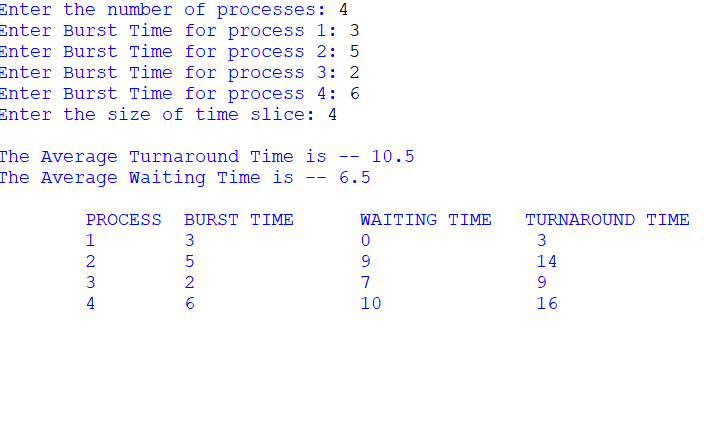 Enter the number of processes: 4
Enter Burst Time for process 1: 3
Enter Burst Time for process 2: 5
Enter Burst Time for process 3: 2
Enter Burst Time for process 4: 6
Enter the size of time slice: 4
The Average Turnaround Time is -- 10.5
The Average Waiting Time is -- 6.5
PROCESS BURST TIME WAITING TIME TURNAROUND TIME
1 3 0 3
2 5 9 14
3 2 7 9
4 6 10 16